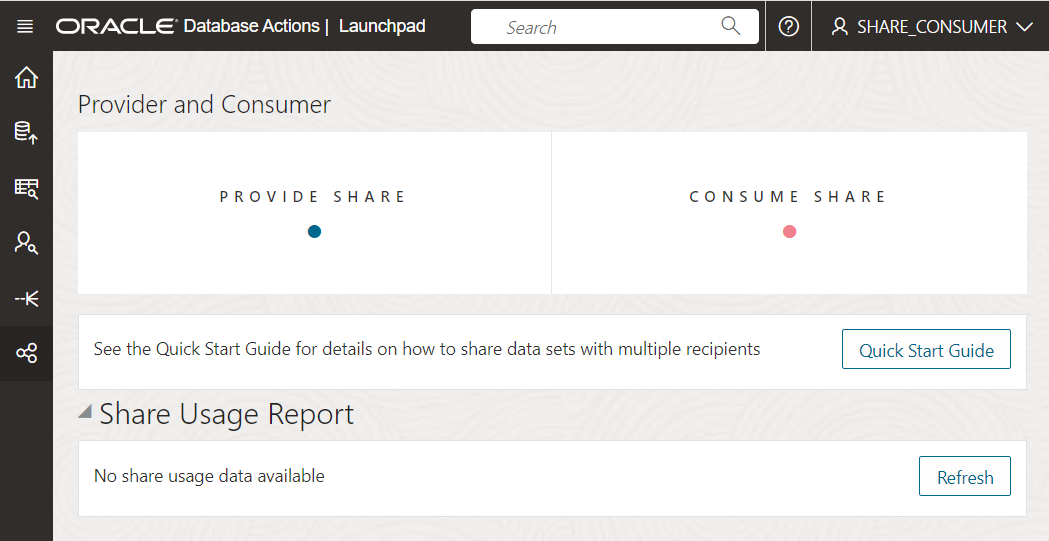 ORACLE® Database Actions | Launchpad
Search
SHARE_CONSUMER
Provider and Consumer
PROVIDE SHARE
CONSUME SHARE
See the Quick Start Guide for details on how to share data sets with multiple recipients
Quick Start Guide
Share Usage Report
No share usage data available
Refresh